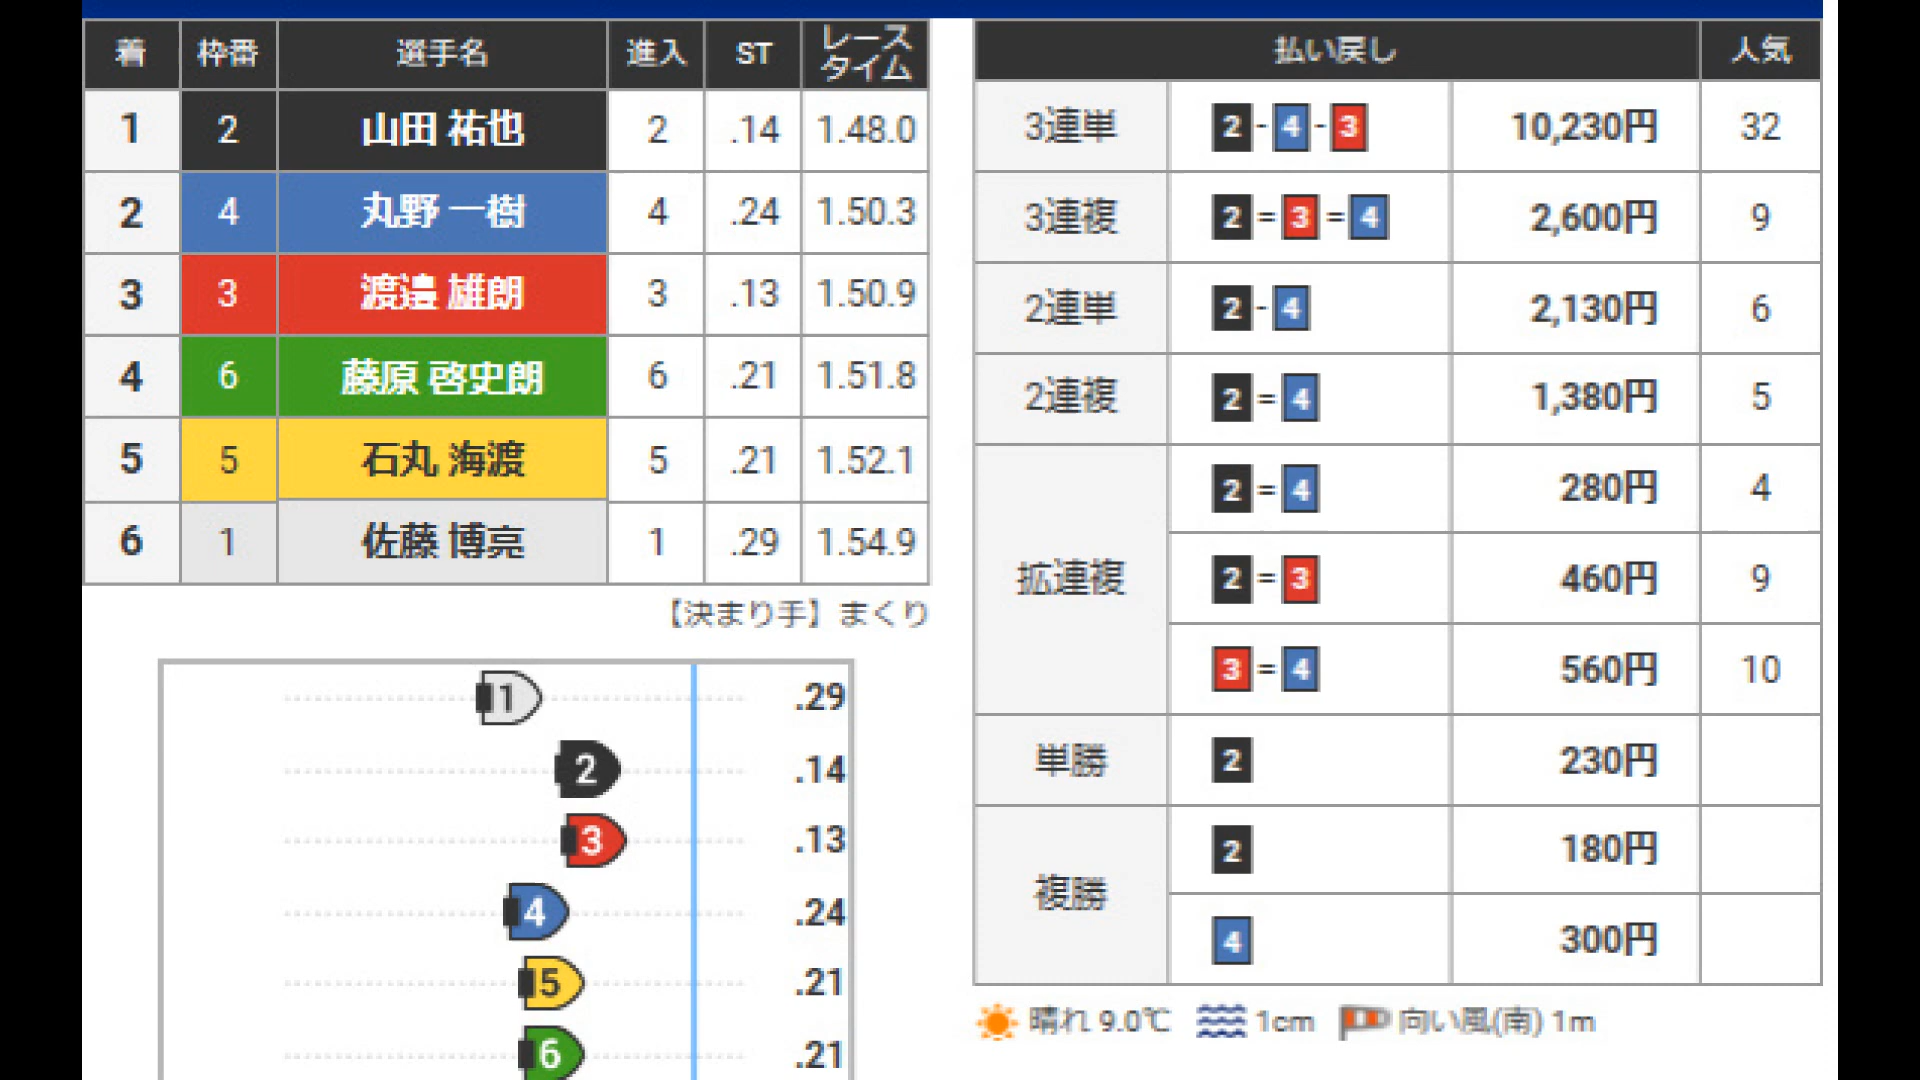 着 枠番 選手名 進入 ST レースタイム
1 2 山田 祐也 2 .14 1.48.0
2 4 丸野 一樹 4 .24 1.50.3
3 3 渡邉 雄朗 3 .13 1.50.9
4 6 藤原 啓史朗 6 .21 1.51.8
5 5 石丸 海渡 5 .21 1.52.1
6 1 佐藤 博亮 1 .29 1.54.9
【決まり手】まくり
1 .29
2 .14
3 .13
4 .24
5 .21
6 .21
払い戻し 人気
3連単 2-4-3 10,230円 32
3連複 2=3=4 2,600円 9
2連単 2-4 2,130円 6
2連複 2=4 1,380円 5
拡連複 2=4 280円 4
2=3 460円 9
3=4 560円 10
単勝 2 230円
複勝 2 180円
4 300円
晴れ 9.0℃ 1cm 向い風(南) 1m